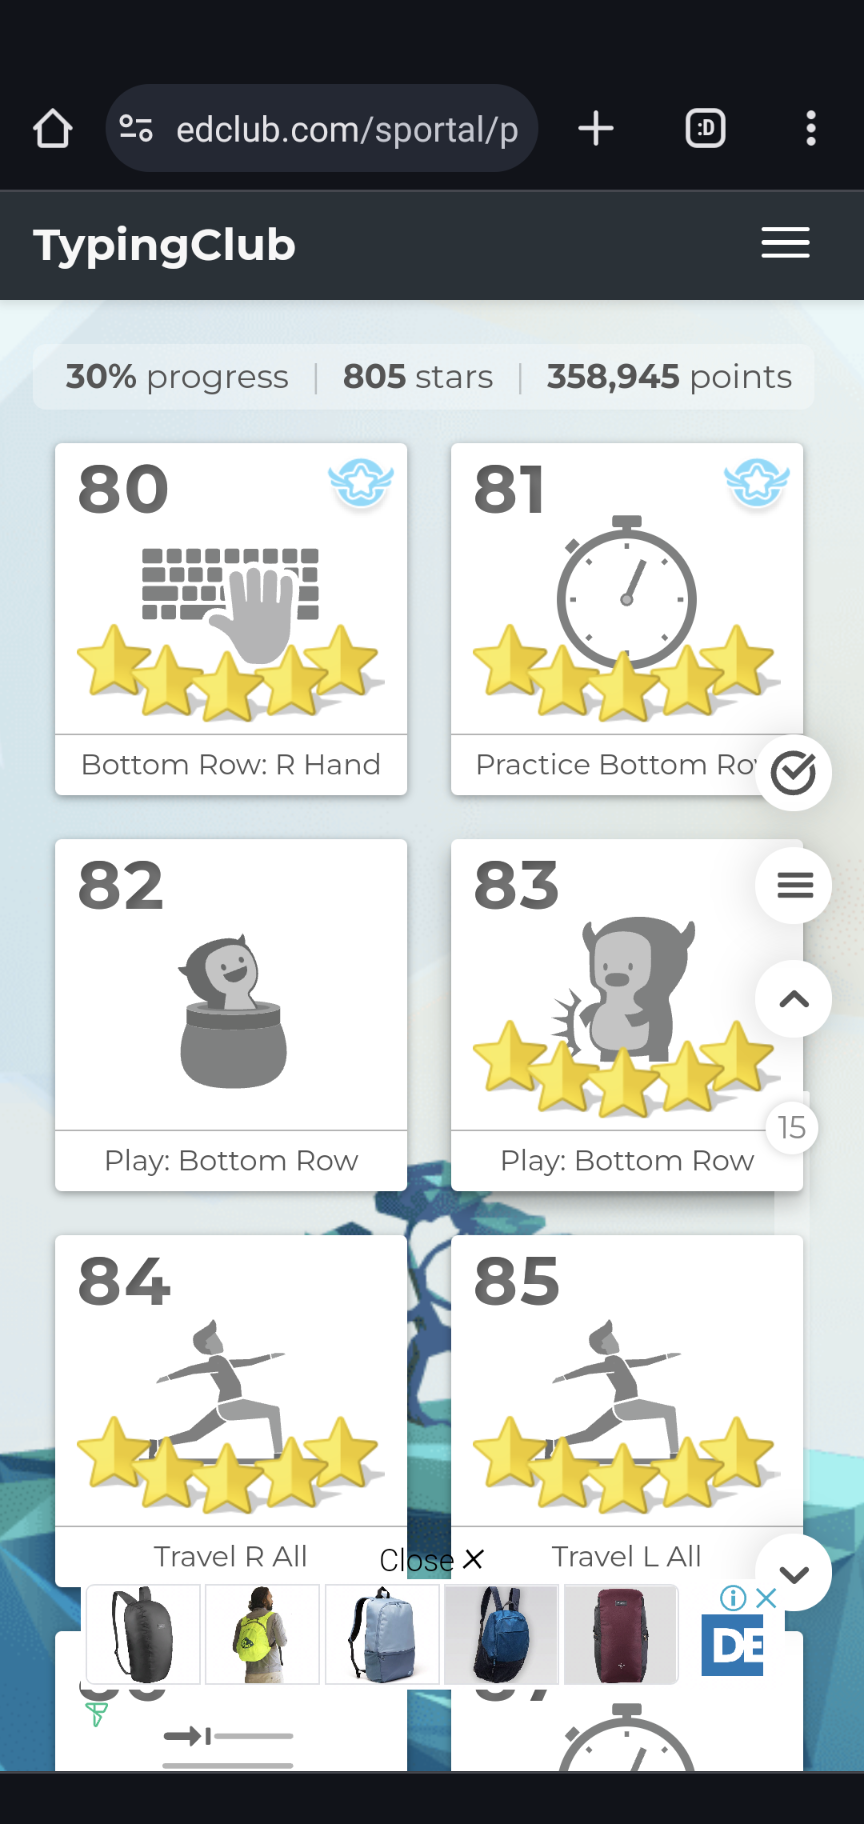 edclub.com/sportal/p
:D
TypingClub
30% progress | 805 stars | 358,945 points
80
81
Bottom Row: R Hand
Practice Bottom
82
83
15
Play: Bottom Row
Play: Bottom Row
84
85
Travel R All
Travel L All
Close
DE